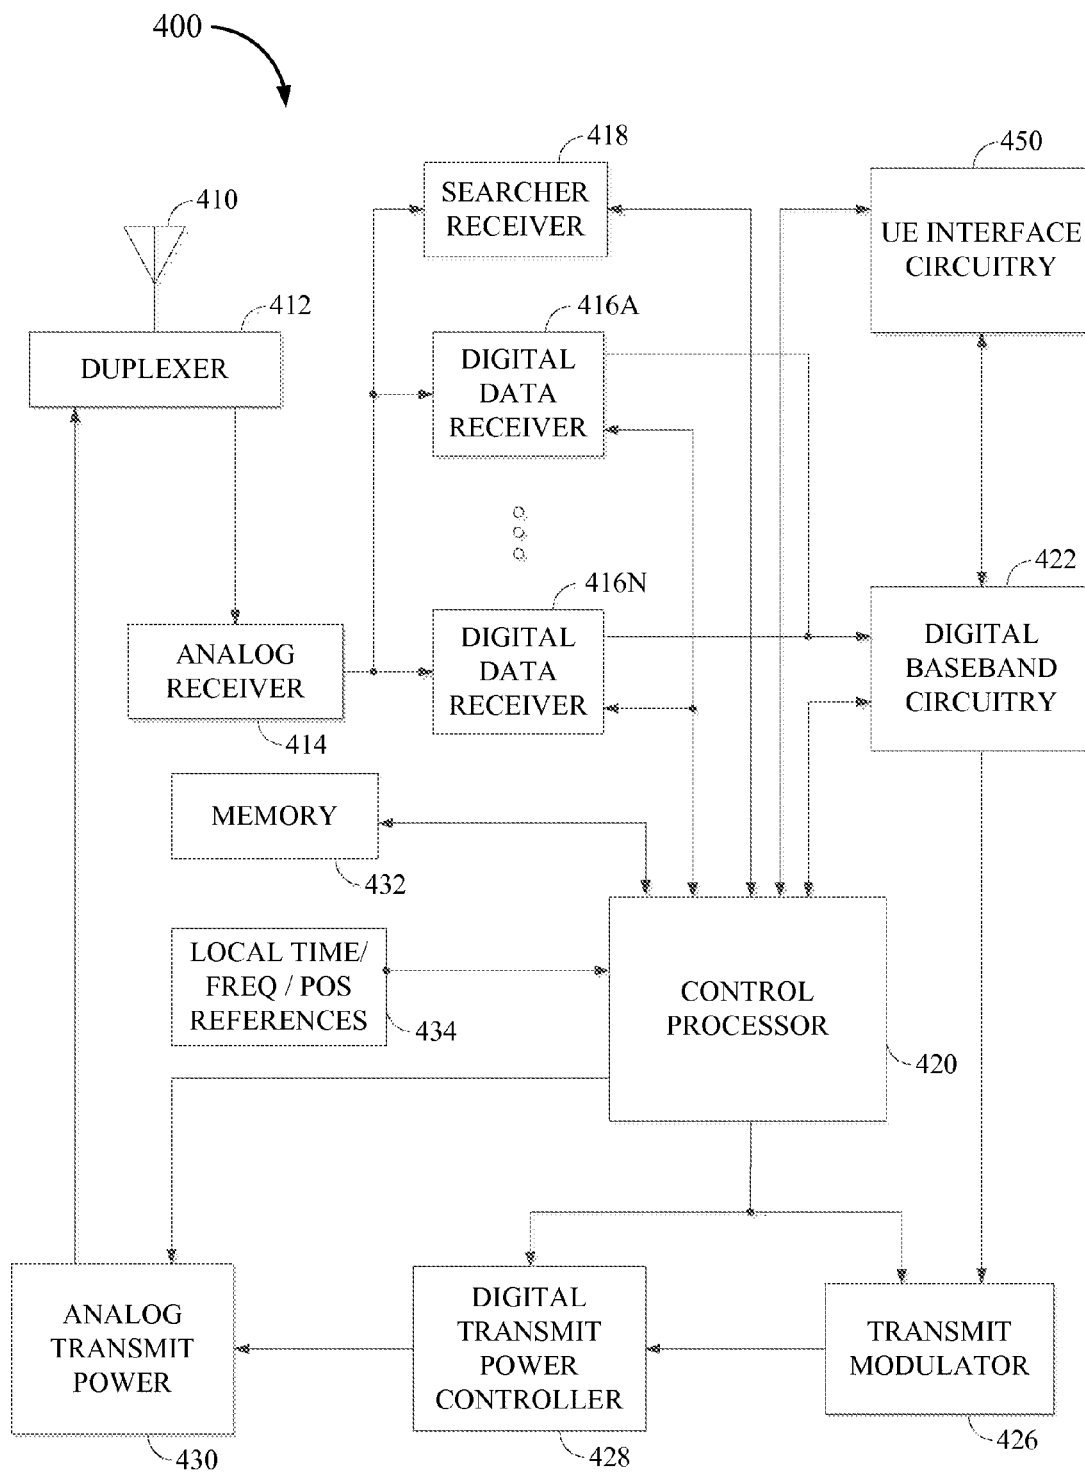 400
418
SEARCHER
RECEIVER
450
UE INTERFACE
CIRCUITRY
410
412
DUPLEXER
416A
DIGITAL
DATA
RECEIVER
416N
DIGITAL
DATA
RECEIVER
422
DIGITAL
BASEBAND
CIRCUITRY
ANALOG
RECEIVER
414
MEMORY
432
LOCAL TIME/
FREQ / POS
REFERENCES
434
CONTROL
PROCESSOR
420
ANALOG
TRANSMIT
POWER
430
DIGITAL
TRANSMIT
POWER
CONTROLLER
428
TRANSMIT
MODULATOR
426